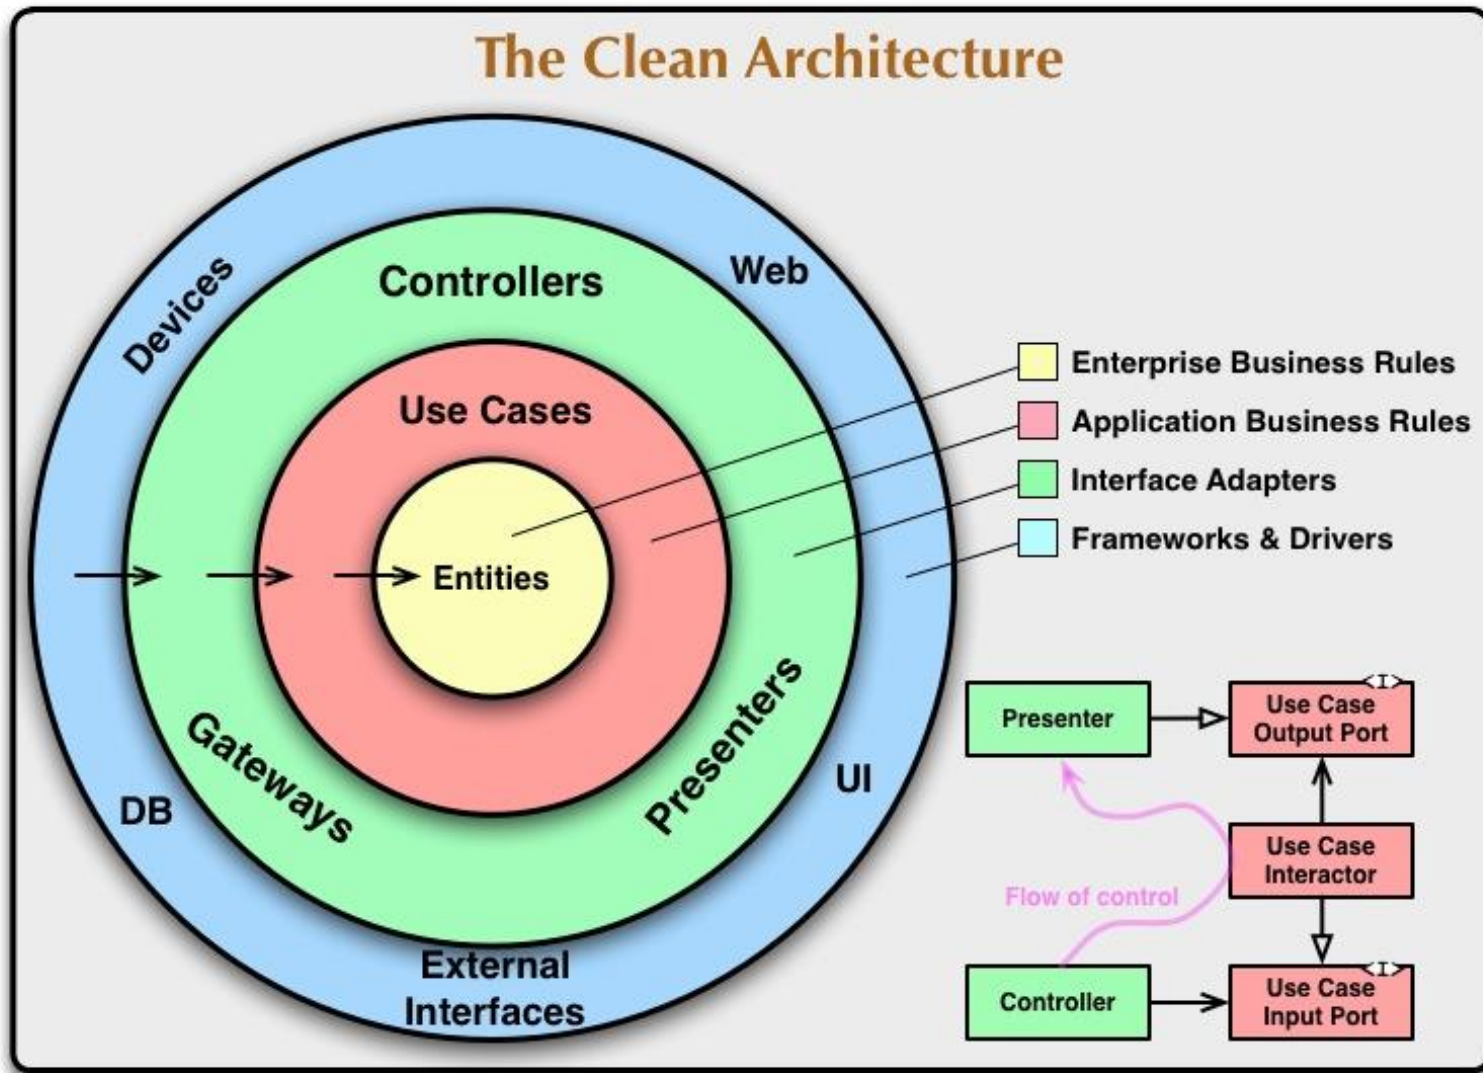 The Clean Architecture
Devices
Web
Controllers
Use Cases
Entities
Gateways
Presenters
DB
UI
External
Interfaces
Enterprise Business Rules
Application Business Rules
Interface Adapters
Frameworks & Drivers
Presenter
<I>
Use Case
Output Port
Use Case
Interactor
Flow of control
Controller
<I>
Use Case
Input Port